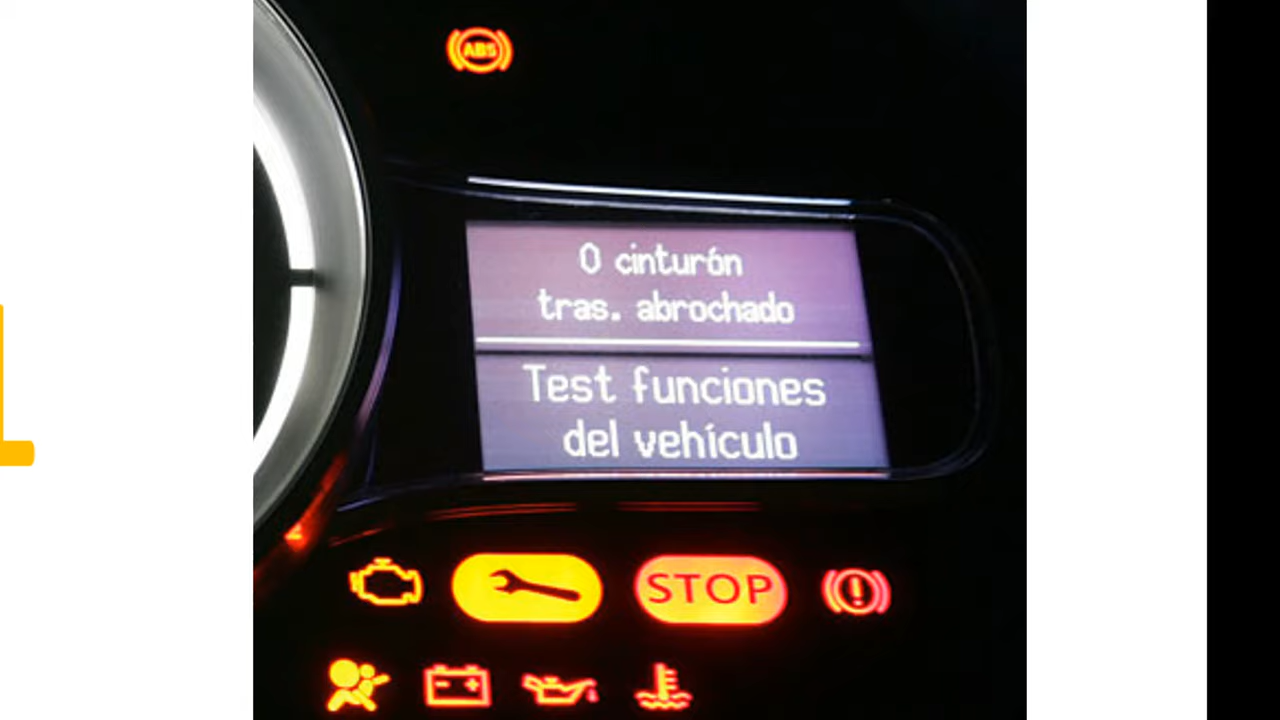 ABS
0 cinturón
tras. abrochado
Test funciones
del vehículo
STOP